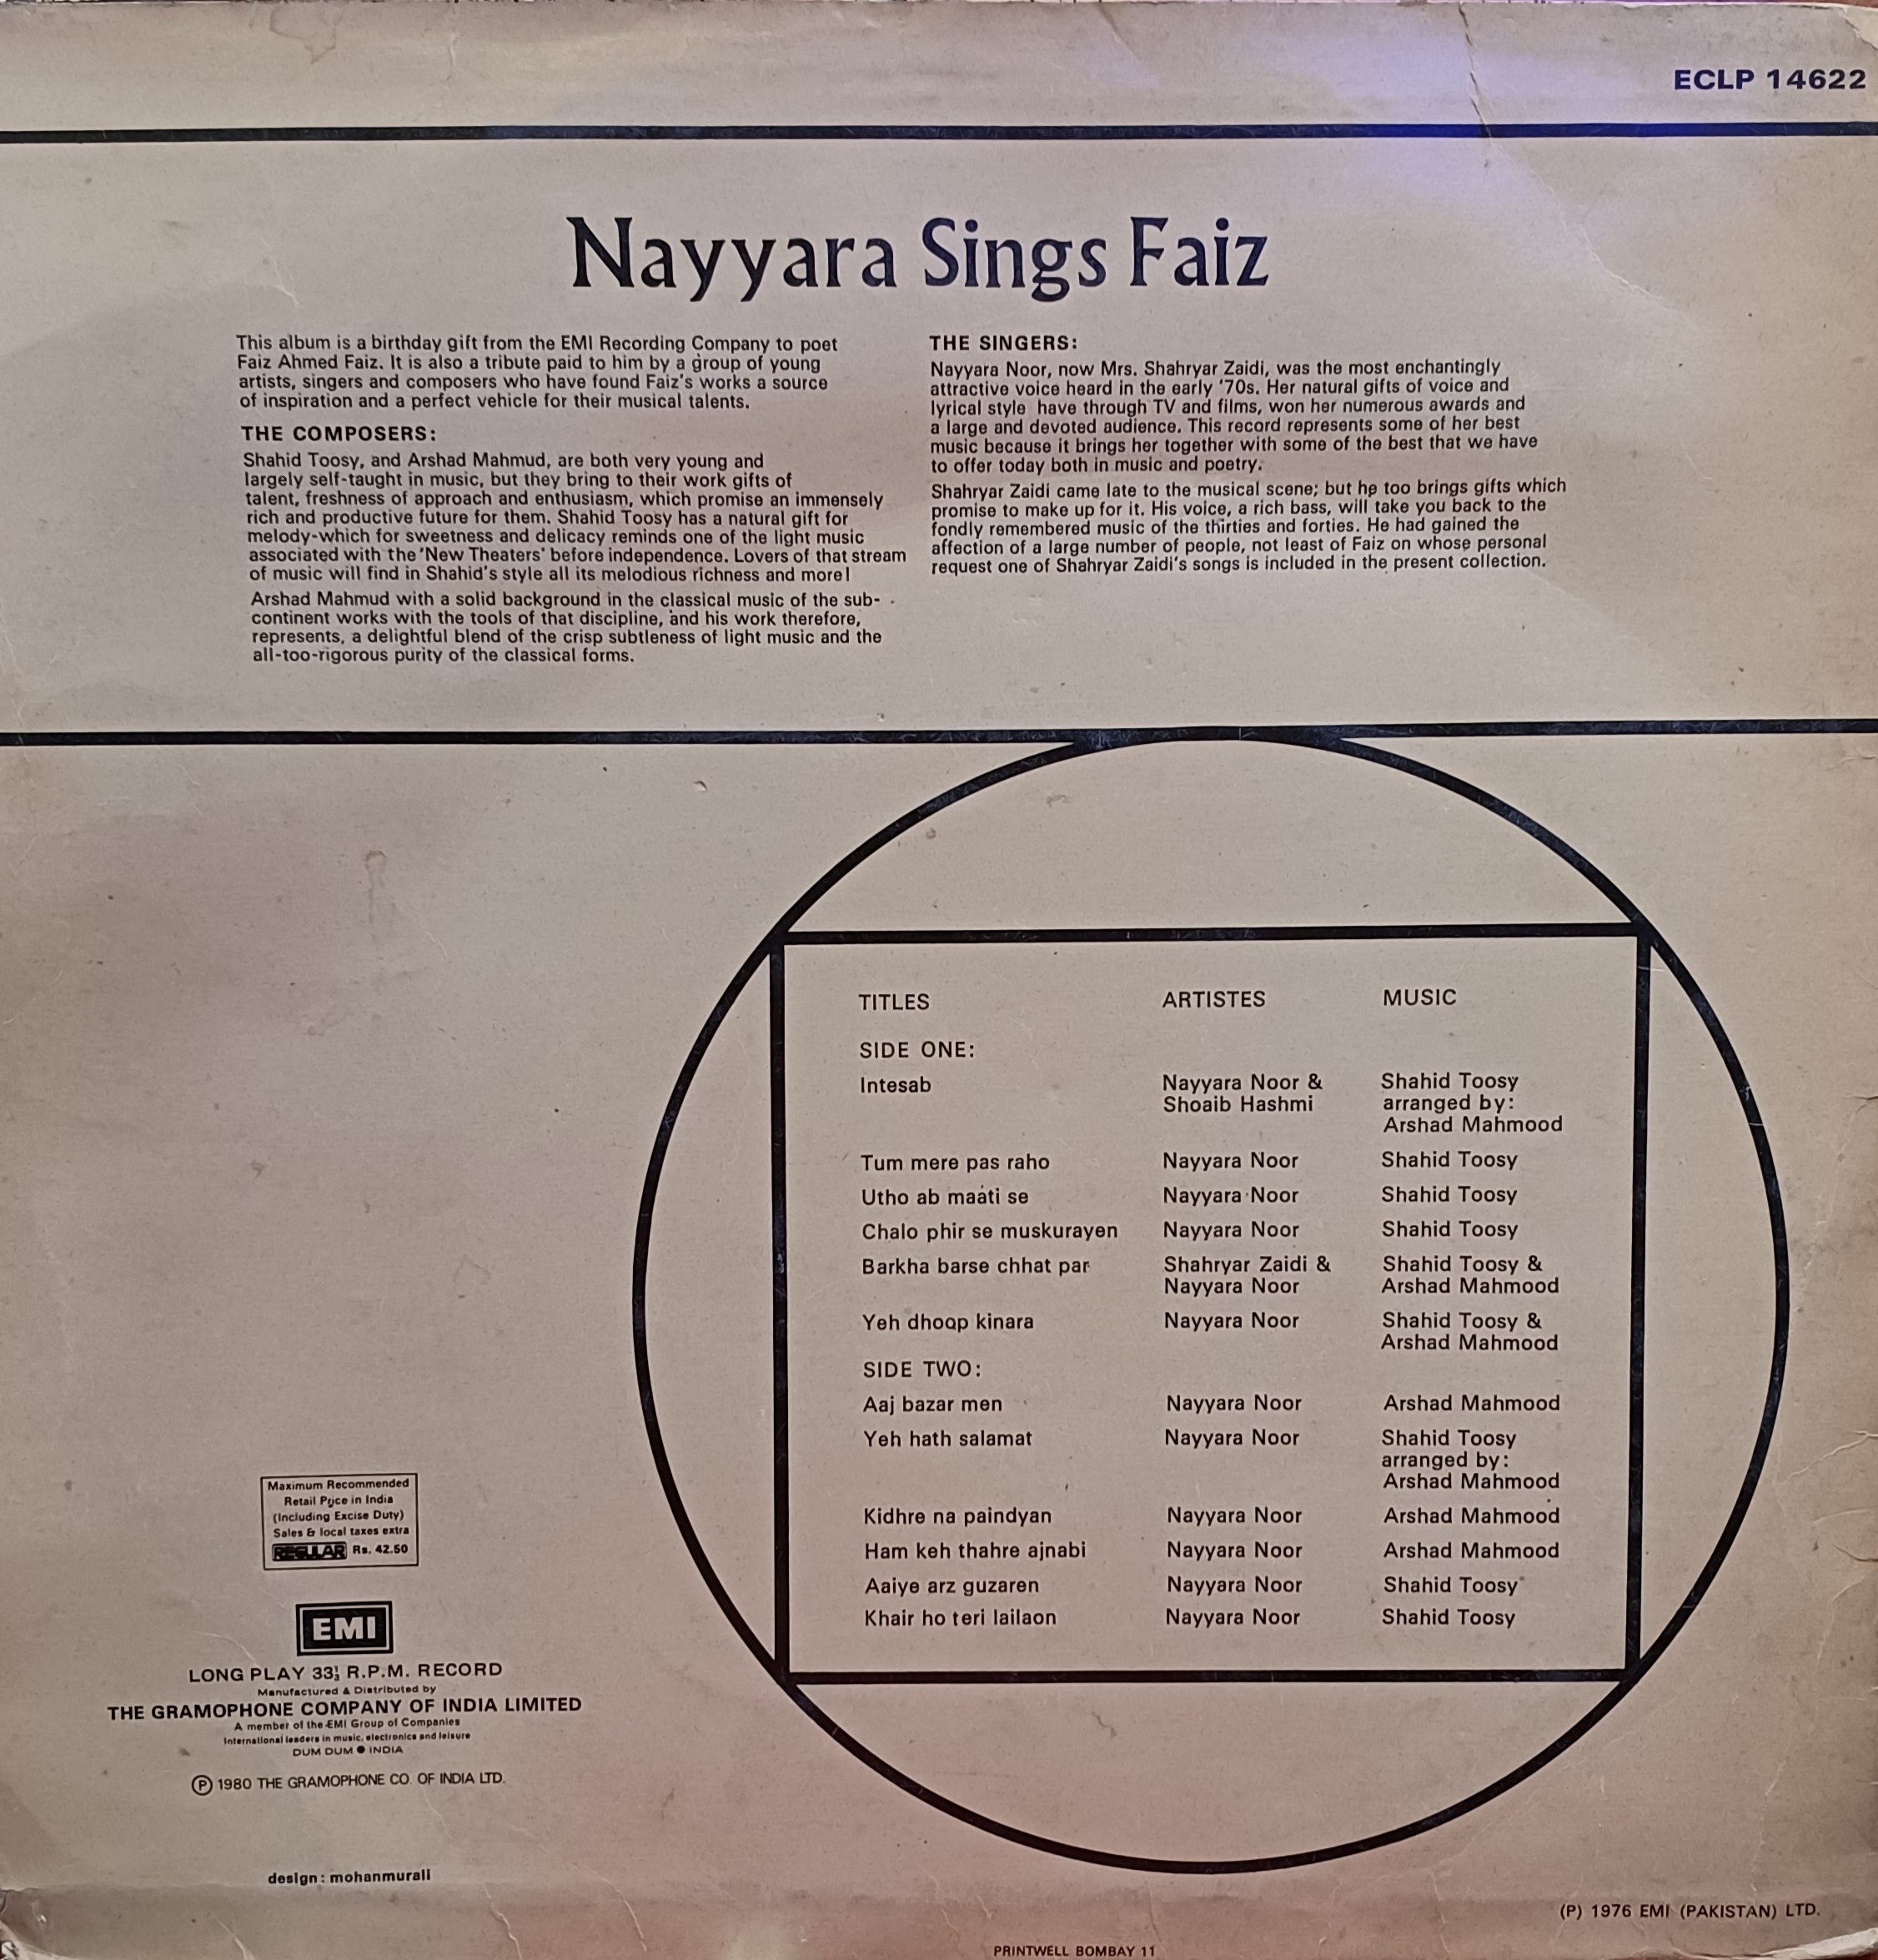 ECLP 14622
Nayyara Sings Faiz
This album is a birthday gift from the EMI Recording Company to poet
Faiz Ahmed Faiz. It is also a tribute paid to him by a group of young
artists, singers and composers who have found Faiz's works a source
of inspiration and a perfect vehicle for their musical talents.
THE COMPOSERS:
Shahid Toosy, and Arshad Mahmud, are both very young and
largely self-taught in music, but they bring to their work gifts of
talent, freshness of approach and enthusiasm, which promise an immensely
rich and productive future for them. Shahid Toosy has a natural gift for
melody-which for sweetness and delicacy reminds one of the light music
associated with the 'New Theaters' before independence. Lovers of that stream
of music will find in Shahid's style all its melodious richness and more!
Arshad Mahmud with a solid background in the classical music of the sub-
continent works with the tools of that discipline, and his work therefore,
represents, a delightful blend of the crisp subtleness of light music and the
all-too-rigorous purity of the classical forms.
THE SINGERS:
Nayyara Noor, now Mrs. Shahryar Zaidi, was the most enchantingly
attractive voice heard in the early '70s. Her natural gifts of voice and
lyrical style have through TV and films, won her numerous awards and
a large and devoted audience. This record represents some of her best
music because it brings her together with some of the best that we have
to offer today both in music and poetry.
Shahryar Zaidi came late to the musical scene; but he too brings gifts which
promise to make up for it. His voice, a rich bass, will take you back to the
fondly remembered music of the thirties and forties. He had gained the
affection of a large number of people, not least of Faiz on whose personal
request one of Shahryar Zaidi's songs is included in the present collection.
TITLES ARTISTES MUSIC
SIDE ONE:
Intesab Nayyara Noor & Shahid Toosy
Shoaib Hashmi arranged by:
Arshad Mahmood
Tum mere pas raho Nayyara Noor Shahid Toosy
Utho ab maati se Nayyara Noor Shahid Toosy
Chalo phir se muskurayen Nayyara Noor Shahid Toosy
Barkha barse chhat par Shahryar Zaidi & Shahid Toosy &
Nayyara Noor Arshad Mahmood
Yeh dhoop kinara Nayyara Noor Shahid Toosy &
Arshad Mahmood
SIDE TWO:
Aaj bazar men Nayyara Noor Arshad Mahmood
Yeh hath salamat Nayyara Noor Shahid Toosy
arranged by:
Arshad Mahmood
Kidhre na paindyan Nayyara Noor Arshad Mahmood
Ham keh thahre ajnabi Nayyara Noor Arshad Mahmood
Aaiye arz guzaren Nayyara Noor Shahid Toosy
Khair ho teri lailaon Nayyara Noor Shahid Toosy
Maximum Recommended
Retail Price in India
(Including Excise Duty)
Sales & local taxes extra
REGULAR Rs. 42.50
EMI
LONG PLAY 33⅓ R.P.M. RECORD
Manufactured & Distributed by
THE GRAMOPHONE COMPANY OF INDIA LIMITED
A member of the EMI Group of Companies
International leaders in music, electronics and leisure
DUM DUM ● INDIA
Ⓟ 1980 THE GRAMOPHONE CO. OF INDIA LTD.
design: mohanmurali
(P) 1976 EMI (PAKISTAN) LTD.
PRINTWELL BOMBAY 11